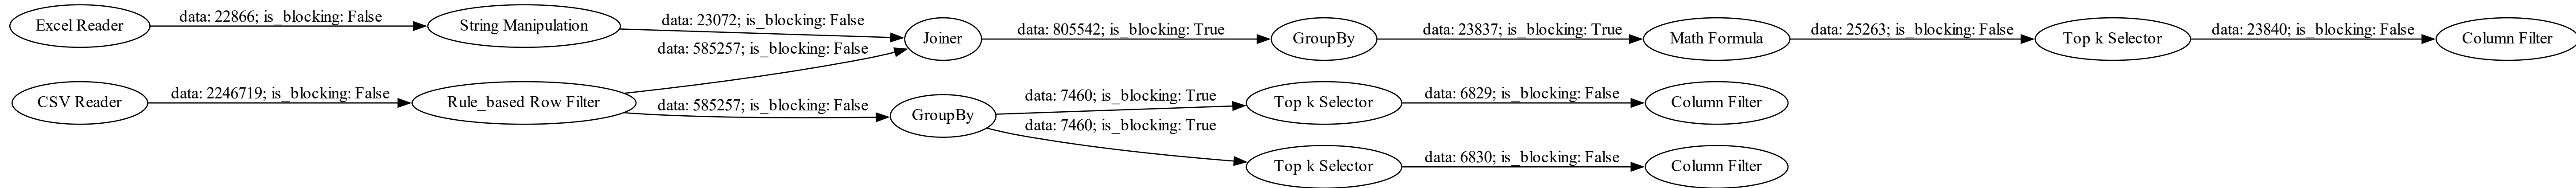 Excel Reader
data: 22866; is_blocking: False
String Manipulation
data: 23072; is_blocking: False
Joiner
data: 805542; is_blocking: True
GroupBy
data: 23837; is_blocking: True
Math Formula
data: 25263; is_blocking: False
Top k Selector
data: 23840; is_blocking: False
Column Filter
data: 585257; is_blocking: False
CSV Reader
data: 2246719; is_blocking: False
Rule_based Row Filter
data: 585257; is_blocking: False
GroupBy
data: 7460; is_blocking: True
Top k Selector
data: 6829; is_blocking: False
Column Filter
data: 7460; is_blocking: True
Top k Selector
data: 6830; is_blocking: False
Column Filter